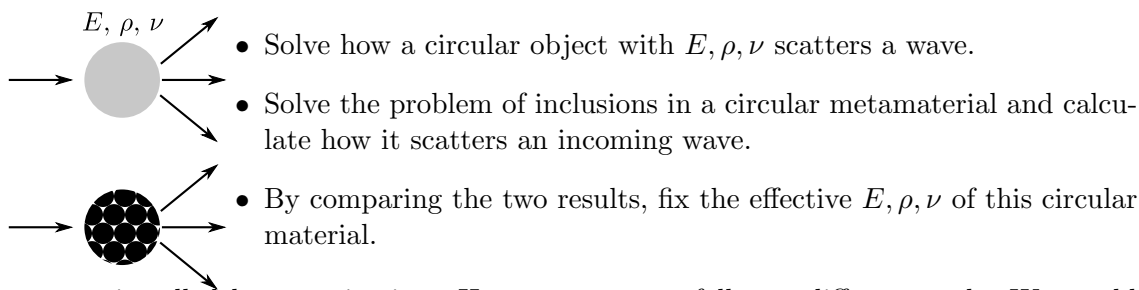 E, ρ, ν
• Solve how a circular object with E, ρ, ν scatters a wave.
• Solve the problem of inclusions in a circular metamaterial and calcu-
late how it scatters an incoming wave.
• By comparing the two results, fix the effective E, ρ, ν of this circular
material.